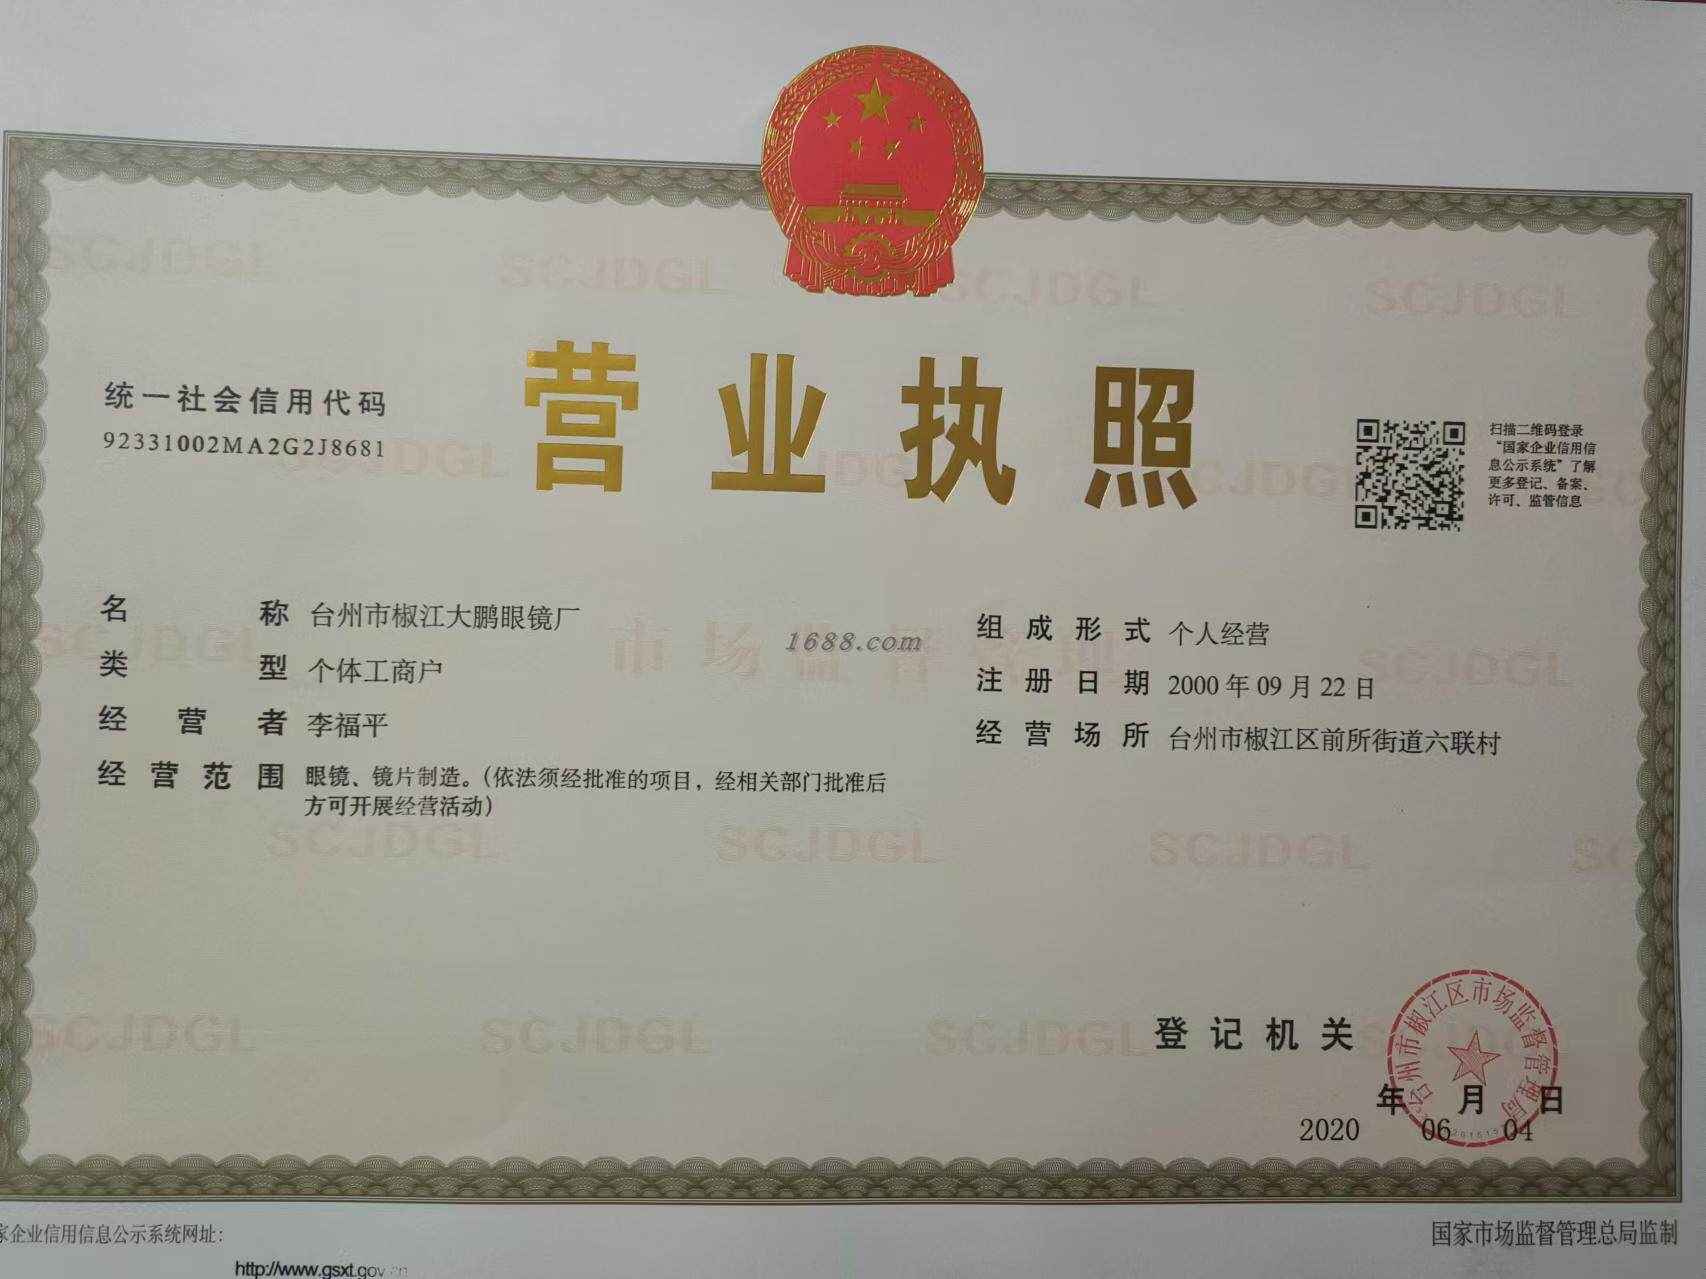 营业执照
统一社会信用代码
92331002MA2G2J8681
扫描二维码登录
“国家企业信用信
息公示系统”了解
更多登记、备案、
许可、监管信息
名称 台州市椒江大鹏眼镜厂
类型 个体工商户
经营者 李福平
经营范围 眼镜、镜片制造。(依法须经批准的项目，经相关部门批准后
方可开展经营活动)
1688.com
组成形式 个人经营
注册日期 2000 年 09 月 22 日
经营场所 台州市椒江区前所街道六联村
市场监督管理
SCJDGL
登记机关
台州市椒江区市场监督管理局
年 月 日
2020 06 04
家企业信用信息公示系统网址：
http://www.gsxt.gov.cn
国家市场监督管理总局监制